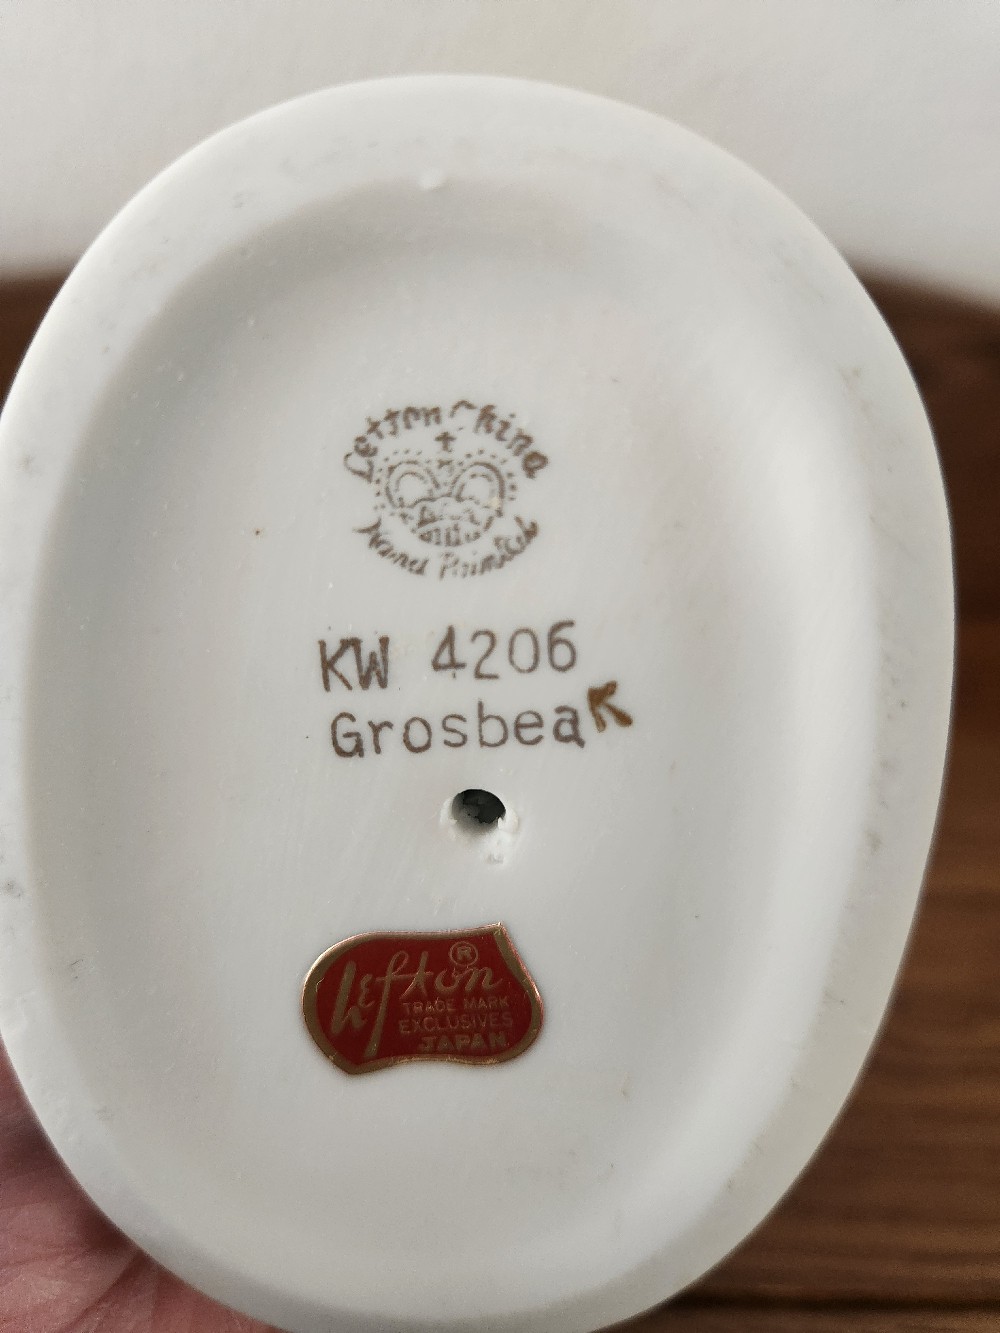 Lefton China
Hand Painted
KW 4206
Grosbeak
Lefton ®
TRADE MARK
EXCLUSIVES
JAPAN